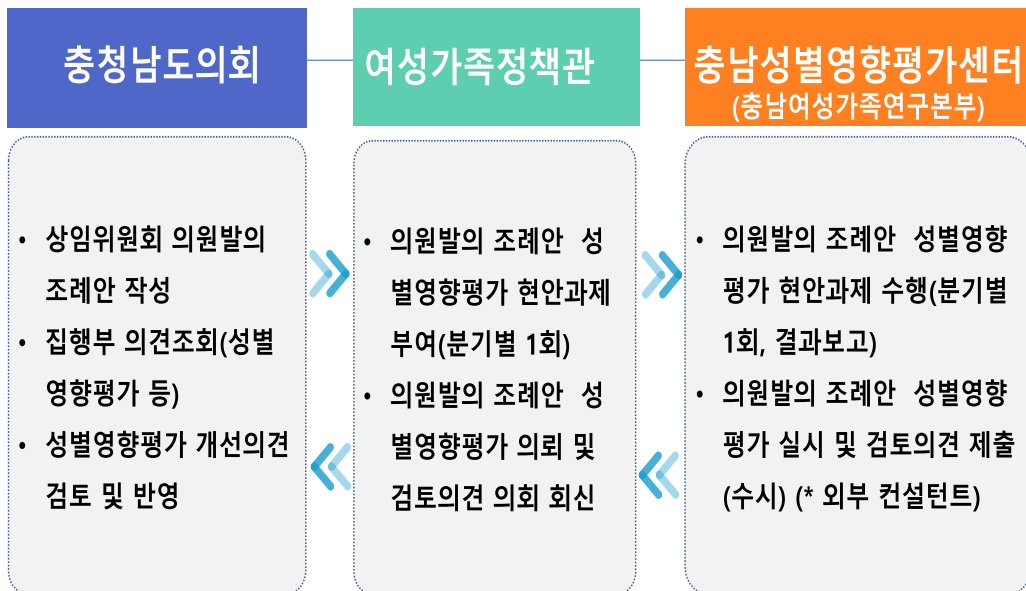 충청남도의회
여성가족정책관
충남성별영향평가센터
(충남여성가족연구본부)
• 상임위원회 의원발의
조례안 작성
• 집행부 의견조회(성별
영향평가 등)
• 성별영향평가 개선의견
검토 및 반영
• 의원발의 조례안 성
별영향평가 현안과제
부여(분기별 1회)
• 의원발의 조례안 성
별영향평가 의뢰 및
검토의견 의회 회신
• 의원발의 조례안 성별영향
평가 현안과제 수행(분기별
1회, 결과보고)
• 의원발의 조례안 성별영향
평가 실시 및 검토의견 제출
(수시) (* 외부 컨설턴트)